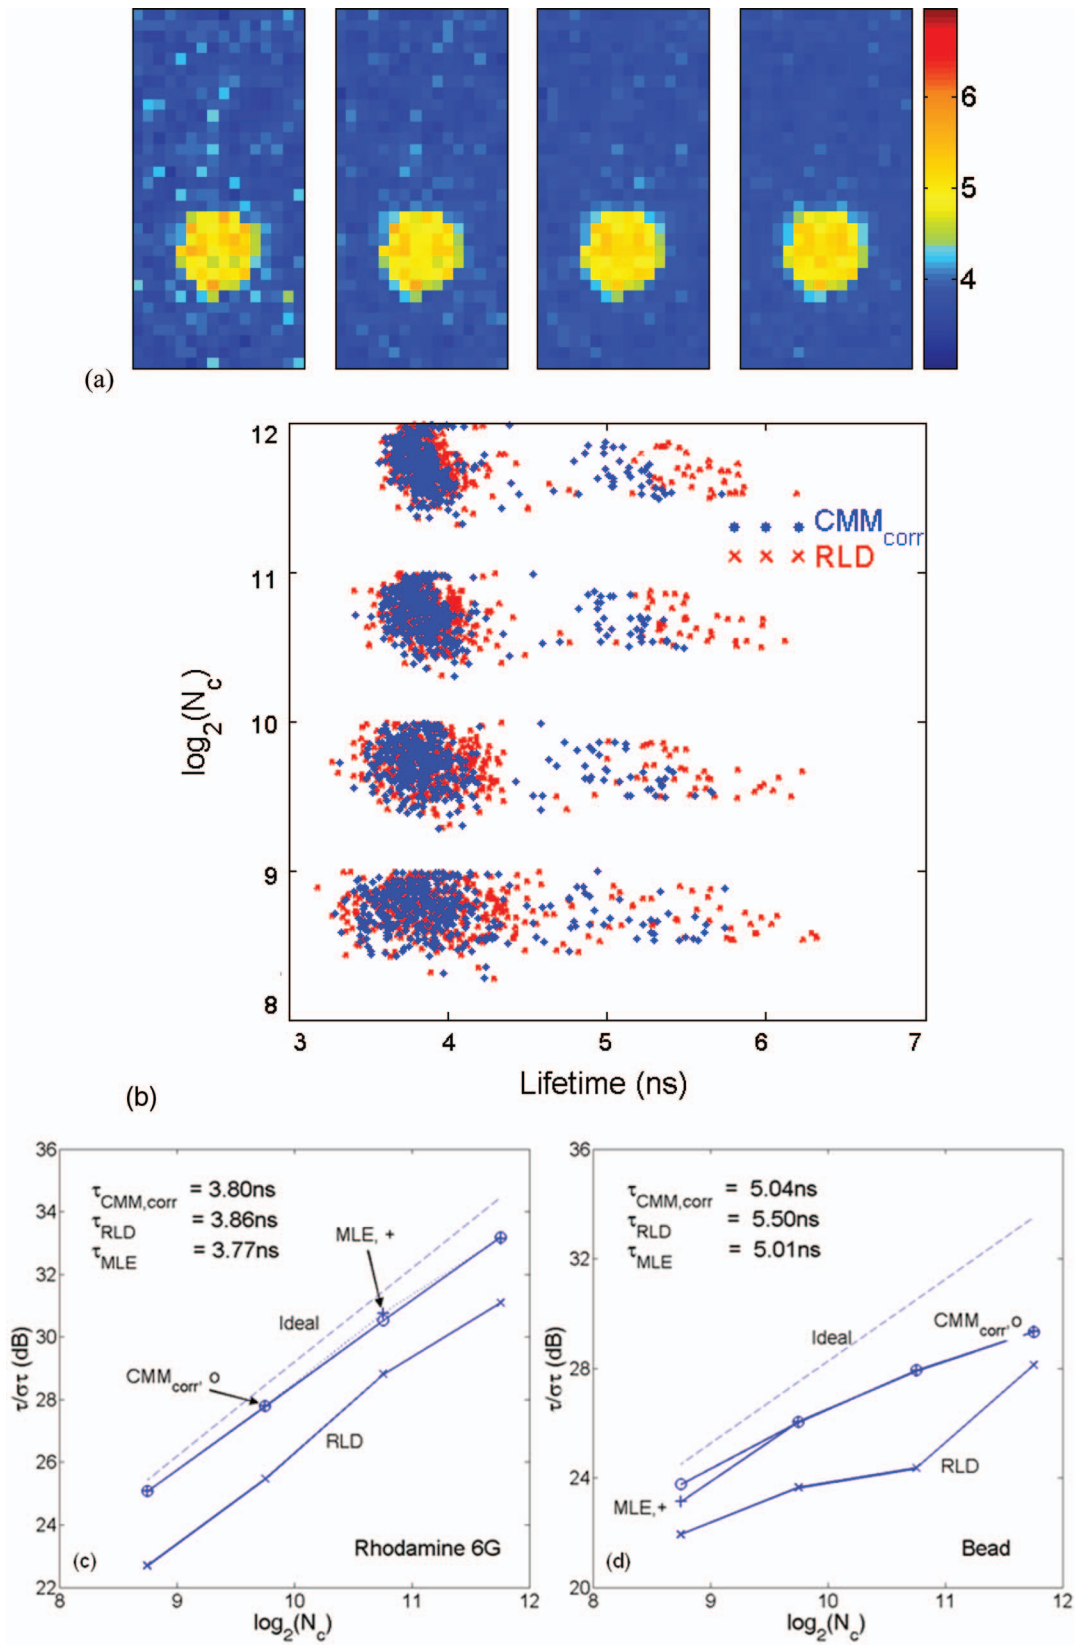 6
5
4
(a)
12
11
10
9
8
log2(Nc)
CMMcorr
RLD
3 4 5 6 7
Lifetime (ns)
(b)
36
34
32
30
28
26
24
22
τ/στ (dB)
τCMM,corr = 3.80ns
τRLD = 3.86ns
τMLE = 3.77ns
MLE, +
Ideal
CMMcorr, o
RLD
(c)
Rhodamine 6G
8 9 10 11 12
log2(Nc)
36
32
28
24
20
τ/στ (dB)
τCMM,corr = 5.04ns
τRLD = 5.50ns
τMLE = 5.01ns
Ideal
CMMcorr, o
RLD
MLE,+
(d)
Bead
8 9 10 11 12
log2(Nc)